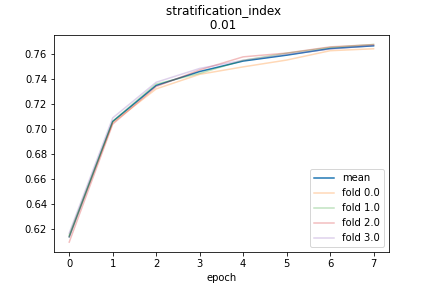 stratification_index
0.01
0.76
0.74
0.72
0.70
0.68
0.66
0.64
0.62
mean
fold 0.0
fold 1.0
fold 2.0
fold 3.0
0 1 2 3 4 5 6 7
epoch